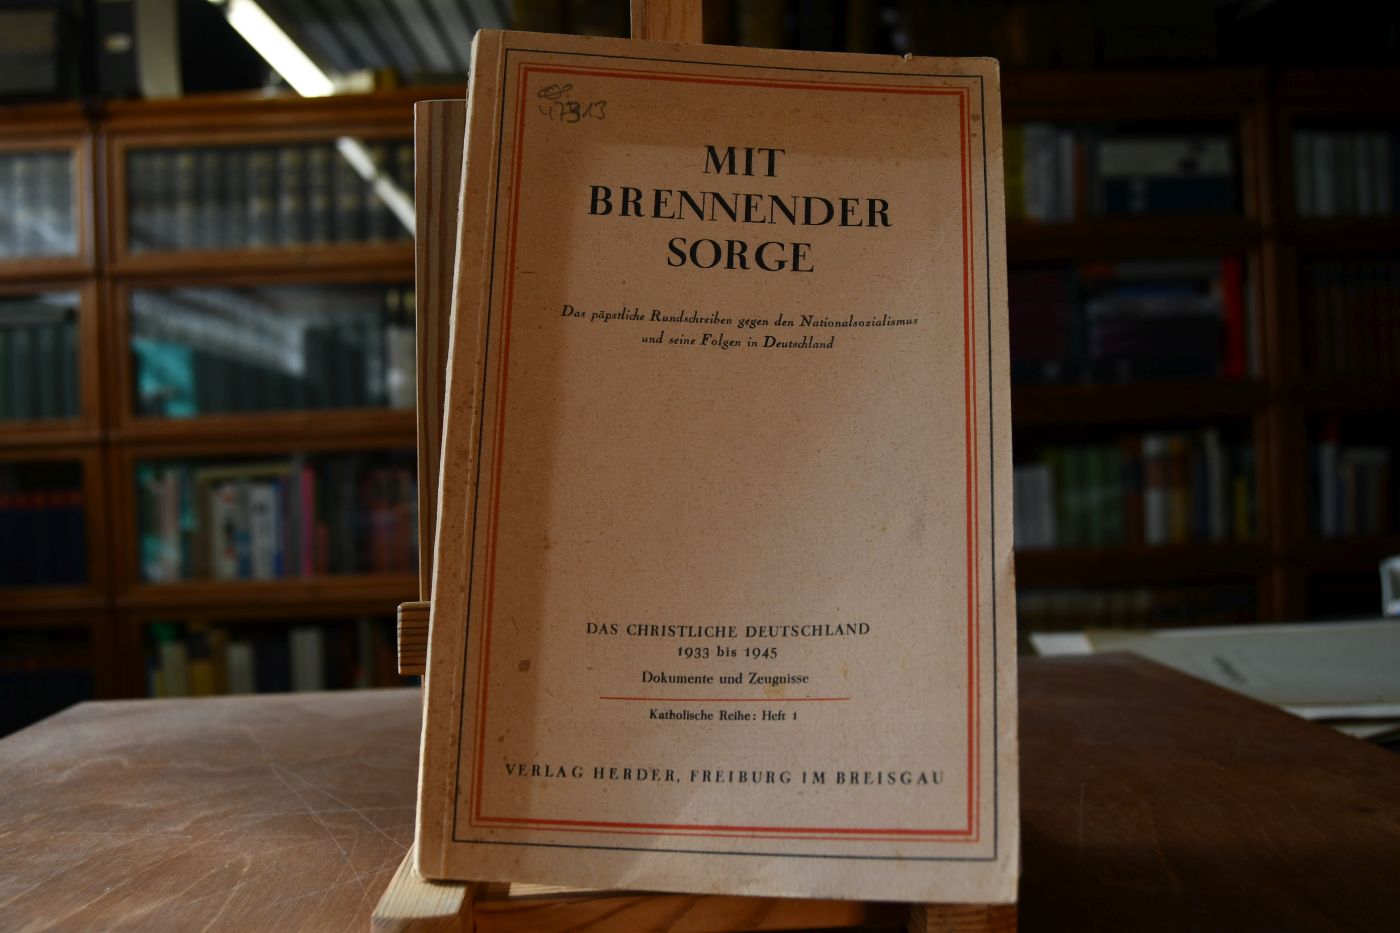 47313
MIT
BRENNENDER
SORGE
Das päpstliche Rundschreiben gegen den Nationalsozialismus
und seine Folgen in Deutschland
DAS CHRISTLICHE DEUTSCHLAND
1933 bis 1945
Dokumente und Zeugnisse
Katholische Reihe: Heft 1
VERLAG HERDER, FREIBURG IM BREISGAU